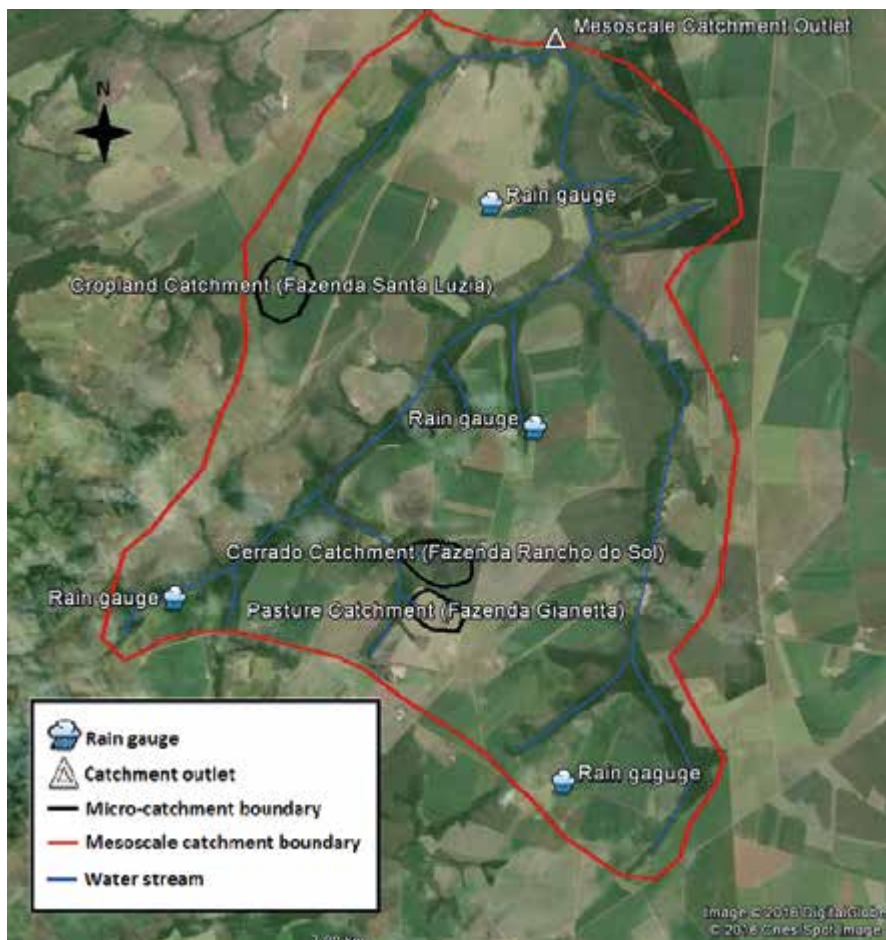 Mesoscale Catchment Outlet
N
Rain gauge
Cropland Catchment (Fazenda Santa Luzia)
Rain gauge
Cerrado Catchment (Fazenda Rancho do Sol)
Rain gauge
Pasture Catchment (Fazenda Gianetta)
Rain gaguge
Rain gauge
Catchment outlet
Micro-catchment boundary
Mesoscale catchment boundary
Water stream
Image © 2016 DigitalGlobe
© 2016 Cnes/Spot Image